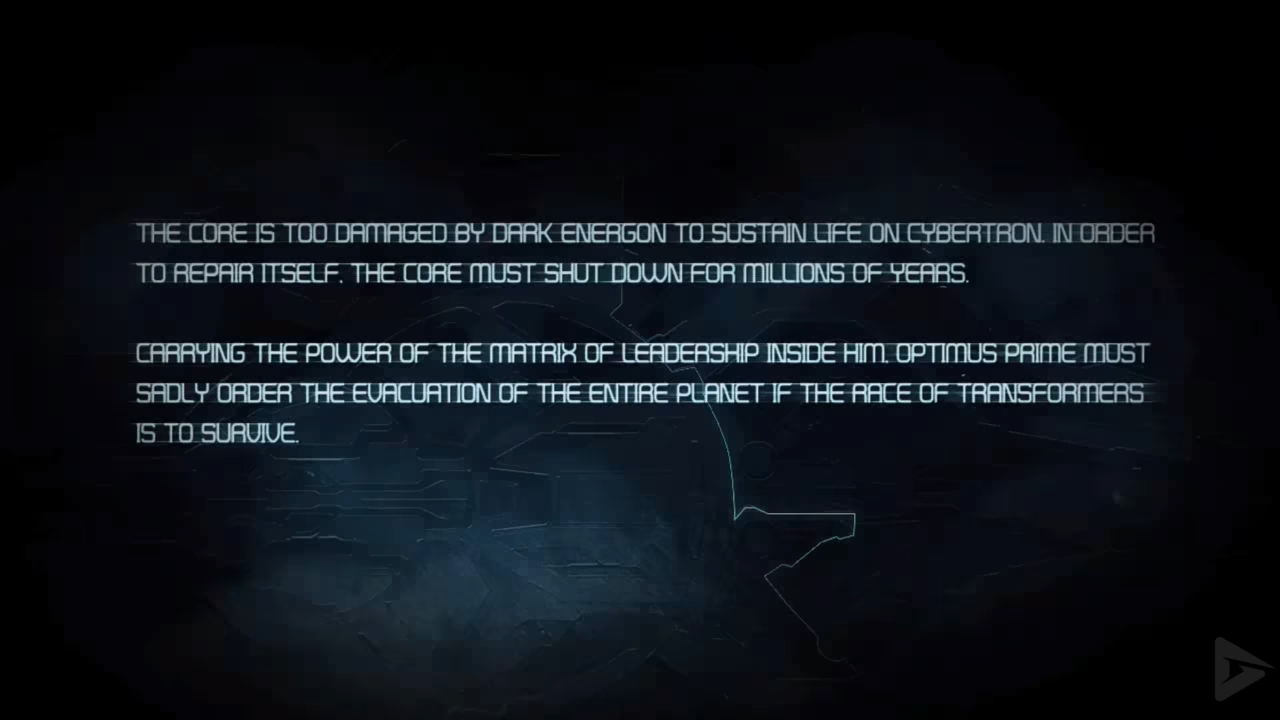 THE CORE IS TOO DAMAGED BY DARK ENERGON TO SUSTAIN LIFE ON CYBERTRON. IN ORDER
TO REPAIR ITSELF, THE CORE MUST SHUT DOWN FOR MILLIONS OF YEARS.
CARRYING THE POWER OF THE MATRIX OF LEADERSHIP INSIDE HIM, OPTIMUS PRIME MUST
SADLY ORDER THE EVACUATION OF THE ENTIRE PLANET IF THE RACE OF TRANSFORMERS
IS TO SURVIVE.